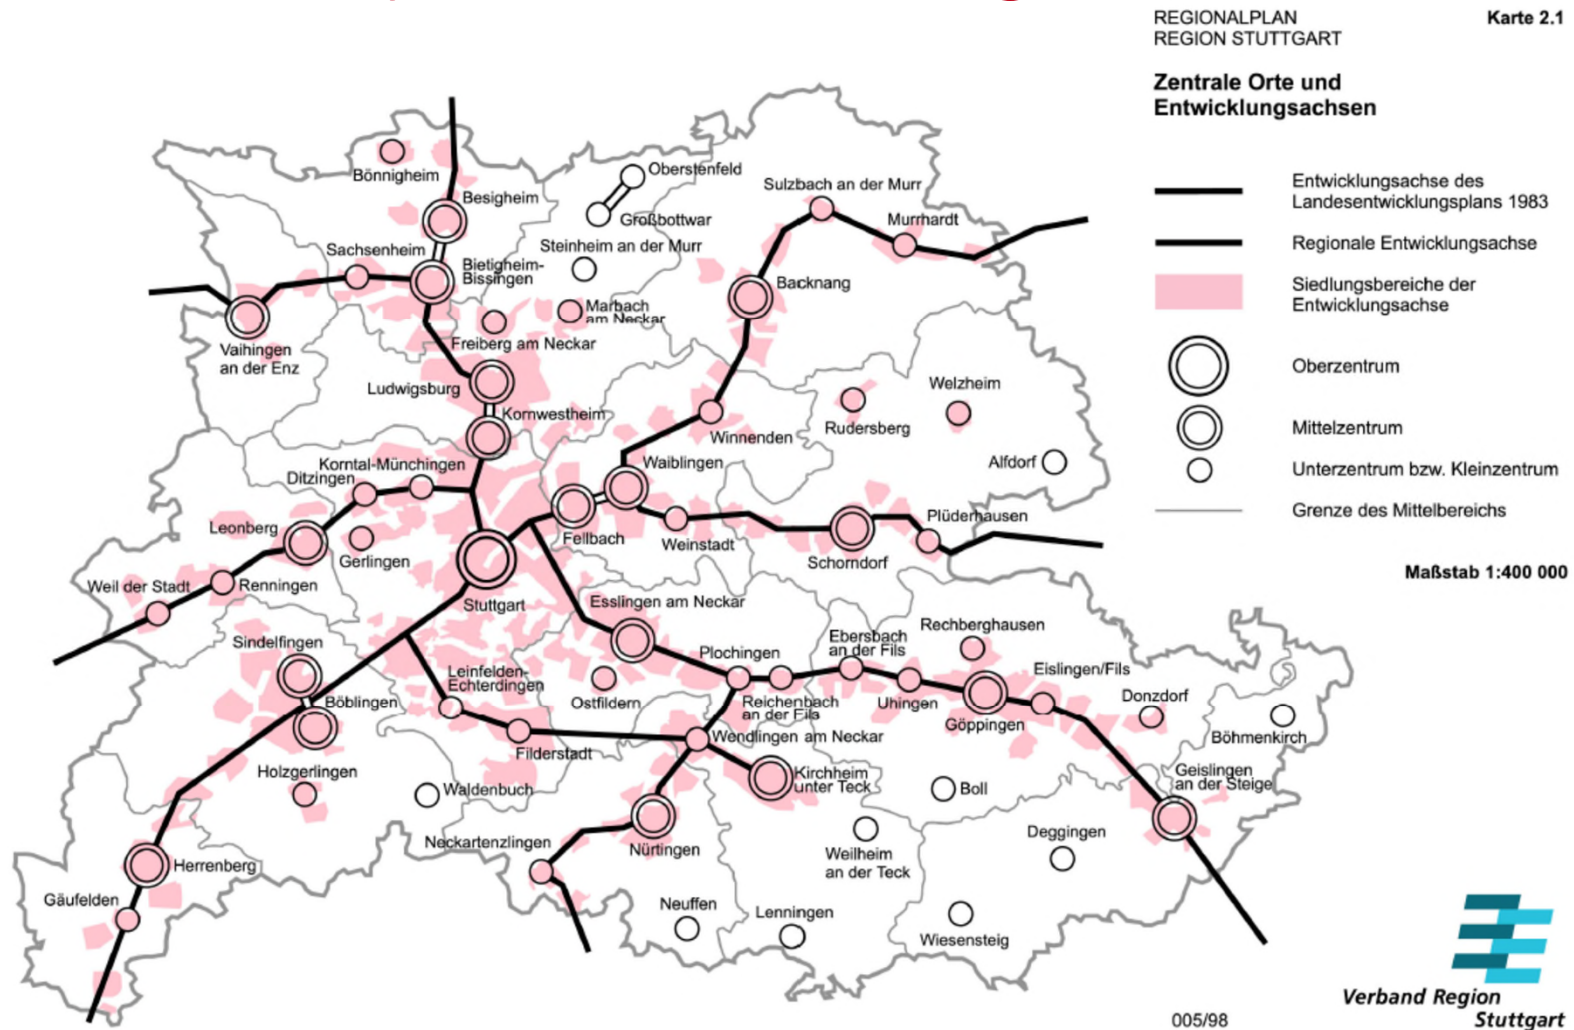 REGIONALPLAN
REGION STUTTGART
Karte 2.1
Zentrale Orte und
Entwicklungsachsen
Entwicklungsachse des
Landesentwicklungsplans 1983
Regionale Entwicklungsachse
Siedlungsbereiche der
Entwicklungsachse
Oberzentrum
Mittelzentrum
Unterzentrum bzw. Kleinzentrum
Grenze des Mittelbereichs
Maßstab 1:400 000
Bönnigheim
Besigheim
Oberstenfeld
Großbottwar
Sulzbach an der Murr
Murrhardt
Sachsenheim
Bietigheim-
Bissingen
Steinheim an der Murr
Backnang
Marbach
am Neckar
Vaihingen
an der Enz
Freiberg am Neckar
Ludwigsburg
Kornwestheim
Rudersberg
Welzheim
Winnenden
Alfdorf
Korntal-Münchingen
Ditzingen
Waiblingen
Leonberg
Gerlingen
Fellbach
Weinstadt
Schorndorf
Plüderhausen
Weil der Stadt
Renningen
Stuttgart
Esslingen am Neckar
Sindelfingen
Böblingen
Leinfelden-
Echterdingen
Ostfildern
Plochingen
Reichenbach
an der Fils
Ebersbach
an der Fils
Rechberghausen
Uhingen
Göppingen
Eislingen/Fils
Donzdorf
Böhmenkirch
Filderstadt
Wendlingen am Neckar
Holzgerlingen
Waldenbuch
Kirchheim
unter Teck
Boll
Geislingen
an der Steige
Neckartenzlingen
Nürtingen
Weilheim
an der Teck
Deggingen
Herrenberg
Gäufelden
Neuffen
Lenningen
Wiesensteig
Verband Region
Stuttgart
005/98